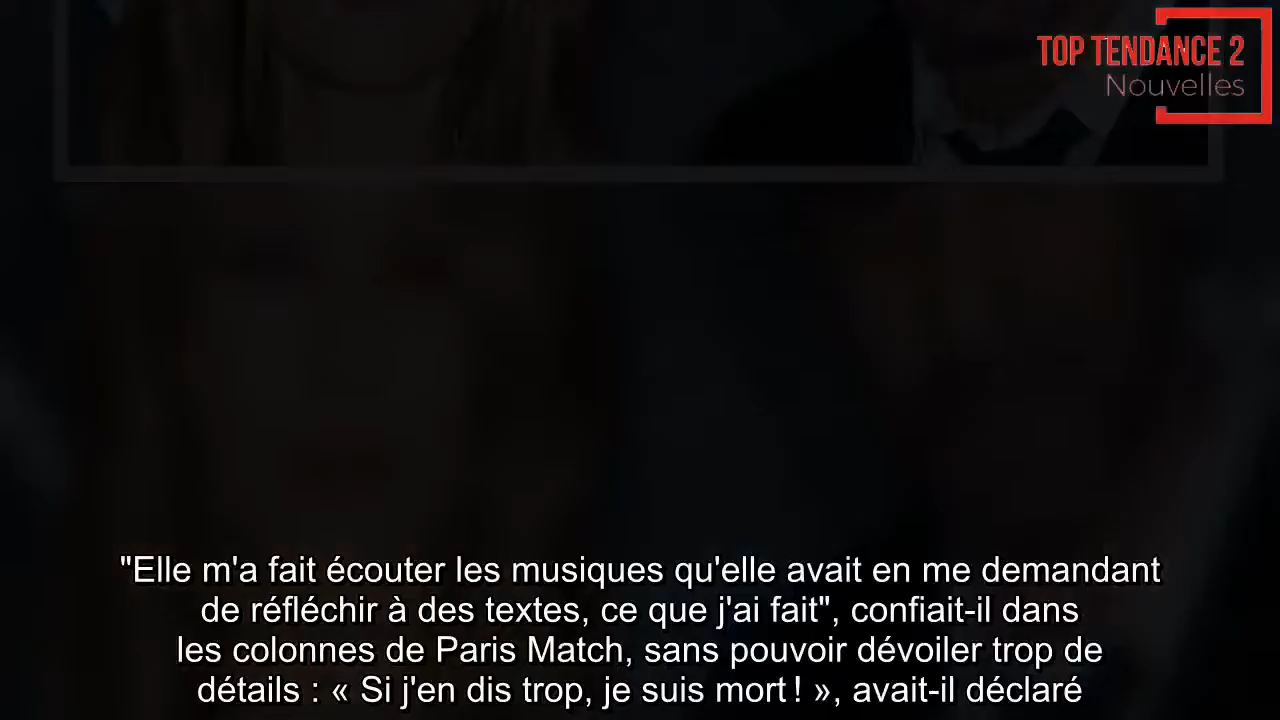 TOP TENDANCE 2
Nouvelles
"Elle m'a fait écouter les musiques qu'elle avait en me demandant
de réfléchir à des textes, ce que j'ai fait", confiait-il dans
les colonnes de Paris Match, sans pouvoir dévoiler trop de
détails : « Si j'en dis trop, je suis mort ! », avait-il déclaré